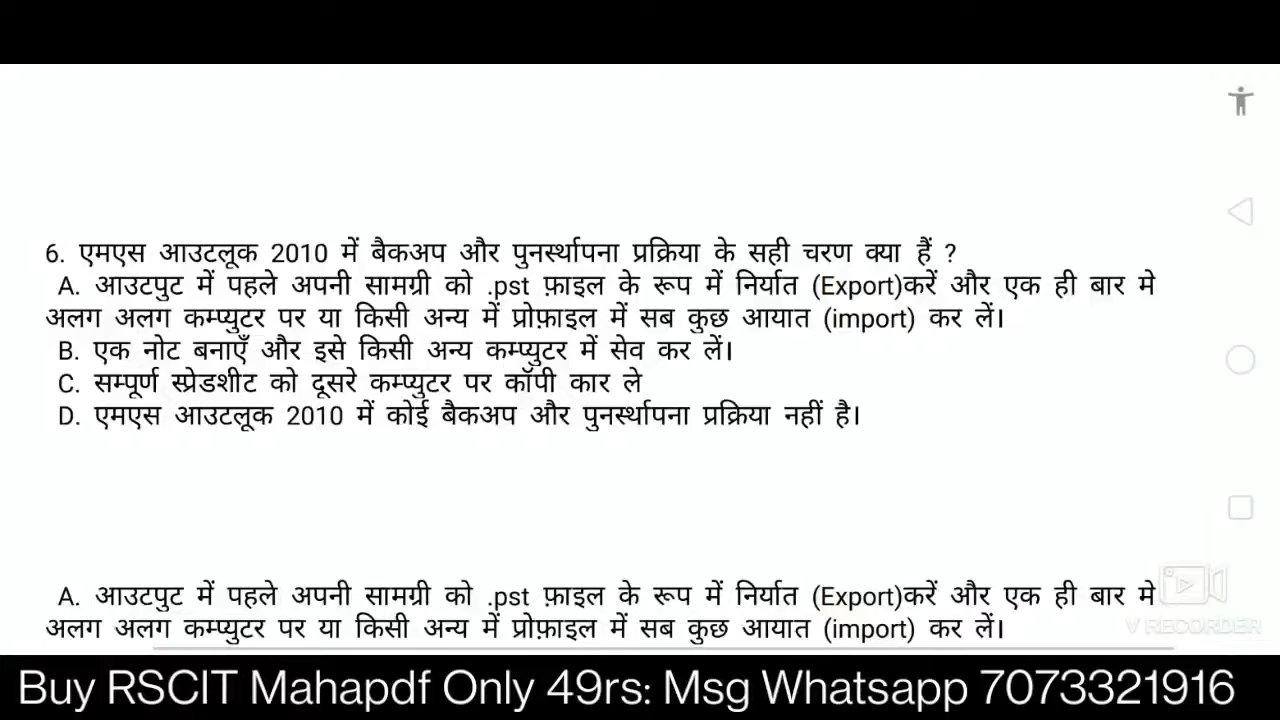 6. एमएस आउटलूक 2010 में बैकअप और पुनर्स्थापना प्रक्रिया के सही चरण क्या हैं ?
A. आउटपुट में पहले अपनी सामग्री को .pst फ़ाइल के रूप में निर्यात (Export)करें और एक ही बार मे
अलग अलग कम्प्युटर पर या किसी अन्य में प्रोफ़ाइल में सब कुछ आयात (import) कर लें।
B. एक नोट बनाएँ और इसे किसी अन्य कम्प्युटर में सेव कर लें।
C. सम्पूर्ण स्प्रेडशीट को दूसरे कम्प्युटर पर कॉपी कार ले
D. एमएस आउटलूक 2010 में कोई बैकअप और पुनर्स्थापना प्रक्रिया नहीं है।
A. आउटपुट में पहले अपनी सामग्री को .pst फ़ाइल के रूप में निर्यात (Export)करें और एक ही बार मे
अलग अलग कम्प्युटर पर या किसी अन्य में प्रोफ़ाइल में सब कुछ आयात (import) कर लें।
V RECORDER
Buy RSCIT Mahapdf Only 49rs: Msg Whatsapp 7073321916